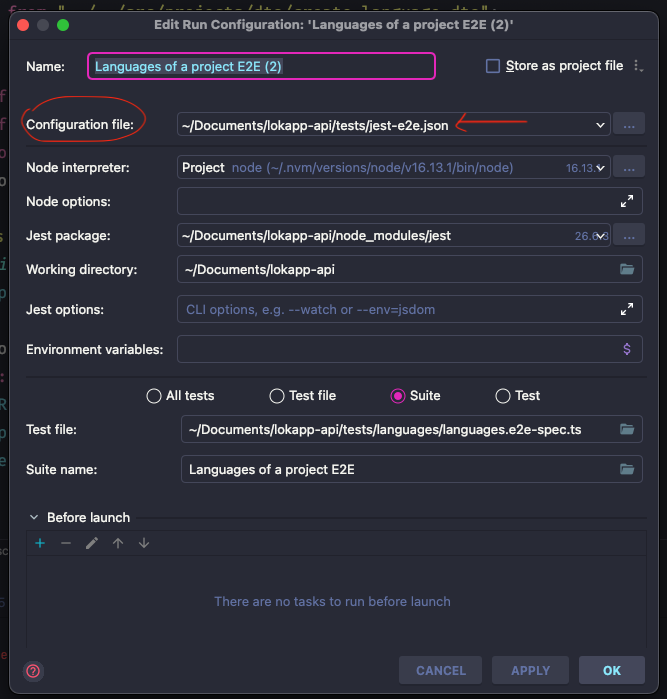 Edit Run Configuration: 'Languages of a project E2E (2)'
Name: Languages of a project E2E (2) Store as project file
Configuration file: ~/Documents/lokapp-api/tests/jest-e2e.json ...
Node interpreter: Project node (~/.nvm/versions/node/v16.13.1/bin/node) 16.13. ...
Node options:
Jest package: ~/Documents/lokapp-api/node_modules/jest 26.6.3 ...
Working directory: ~/Documents/lokapp-api
Jest options: CLI options, e.g. --watch or --env=jsdom
Environment variables: $
All tests Test file Suite Test
Test file: ~/Documents/lokapp-api/tests/languages/languages.e2e-spec.ts
Suite name: Languages of a project E2E
Before launch
There are no tasks to run before launch
? CANCEL APPLY OK